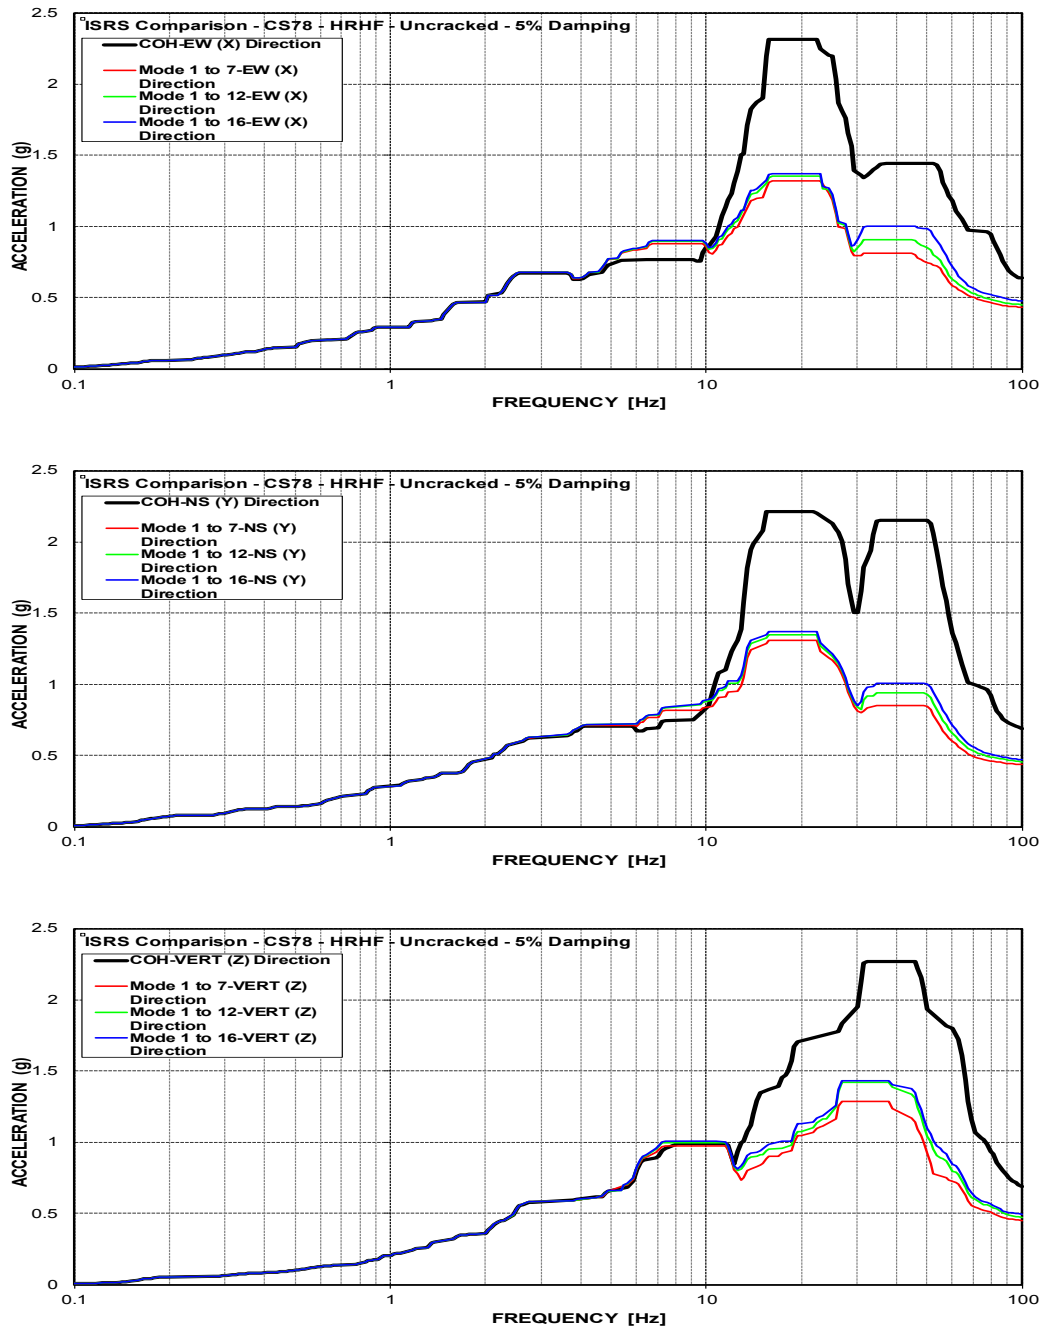 2.5
ISRS Comparison - CS78 - HRHF - Uncracked - 5% Damping
COH-EW (X) Direction
Mode 1 to 7-EW (X)
Direction
Mode 1 to 12-EW (X)
Direction
Mode 1 to 16-EW (X)
Direction
2
1.5
1
0.5
0
ACCELERATION (g)
0.1 1 10 100
FREQUENCY [Hz]
2.5
ISRS Comparison - CS78 - HRHF - Uncracked - 5% Damping
COH-NS (Y) Direction
Mode 1 to 7-NS (Y)
Direction
Mode 1 to 12-NS (Y)
Direction
Mode 1 to 16-NS (Y)
Direction
2
1.5
1
0.5
0
ACCELERATION (g)
0.1 1 10 100
FREQUENCY [Hz]
2.5
ISRS Comparison - CS78 - HRHF - Uncracked - 5% Damping
COH-VERT (Z) Direction
Mode 1 to 7-VERT (Z)
Direction
Mode 1 to 12-VERT (Z)
Direction
Mode 1 to 16-VERT (Z)
Direction
2
1.5
1
0.5
0
ACCELERATION (g)
0.1 1 10 100
FREQUENCY [Hz]